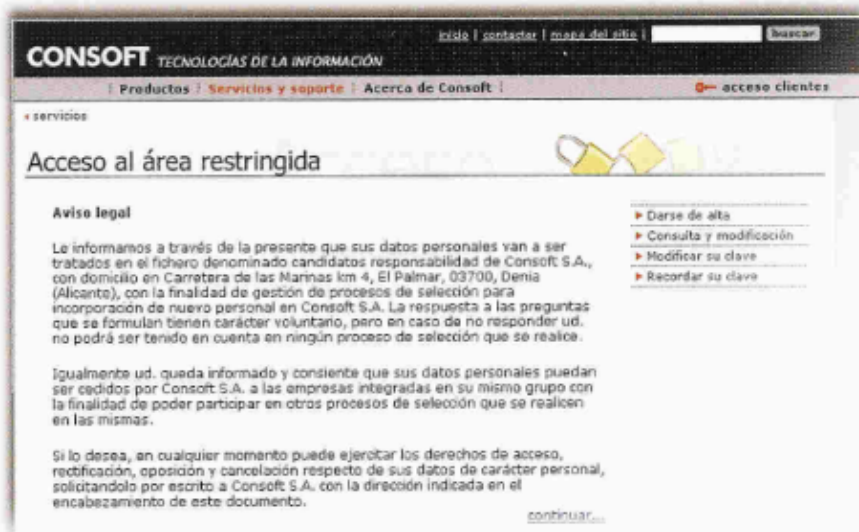 inicio | contactar | mapa del sitio | buscar
CONSOFT TECNOLOGÍAS DE LA INFORMACIÓN
Productos Servicios y soporte Acerca de Consoft acceso clientes
servicios
Acceso al área restringida
Aviso legal
Le informamos a través de la presente que sus datos personales van a ser
tratados en el fichero denominado candidatos responsabilidad de Consoft S.A.,
con domicilio en Carretera de las Marinas km 4, El Palmar, 03700, Denia
(Alicante), con la finalidad de gestión de procesos de selección para
incorporación de nuevo personal en Consoft S.A. La respuesta a las preguntas
que se formulan tienen carácter voluntario, pero en caso de no responder ud.
no podrá ser tenido en cuenta en ningún proceso de selección que se realice.
Igualmente ud. queda informado y consiente que sus datos personales puedan
ser cedidos por Consoft S.A. a las empresas integradas en su mismo grupo con
la finalidad de poder participar en otros procesos de selección que se realicen
en las mismas.
Si lo desea, en cualquier momento puede ejercitar los derechos de acceso,
rectificación, oposición y cancelación respecto de sus datos de carácter personal,
solicitandolo por escrito a Consoft S.A. con la dirección indicada en el
encabezamiento de este documento.
continuar...
Darse de alta
Consulta y modificación
Modificar su clave
Recordar su clave